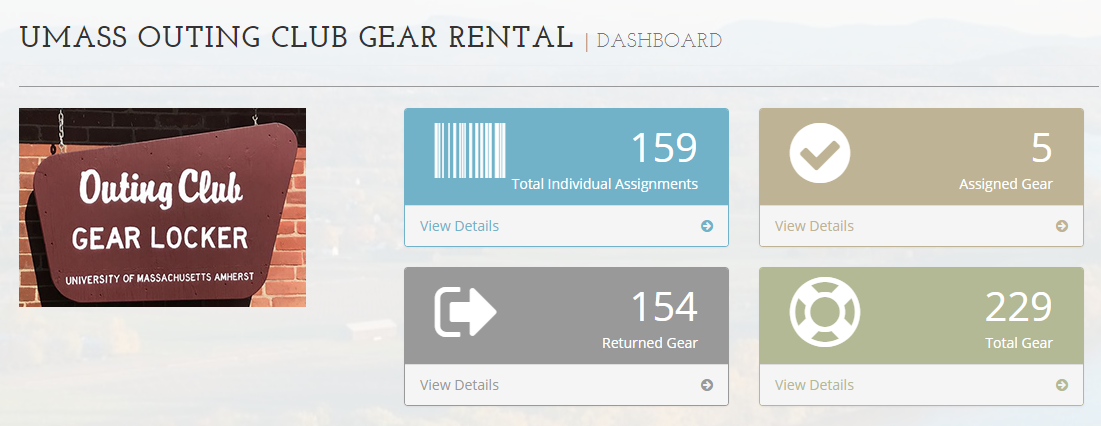 UMASS OUTING CLUB GEAR RENTAL | DASHBOARD
Outing Club
GEAR LOCKER
UNIVERSITY OF MASSACHUSETTS AMHERST
159
Total Individual Assignments
View Details
5
Assigned Gear
View Details
154
Returned Gear
View Details
229
Total Gear
View Details